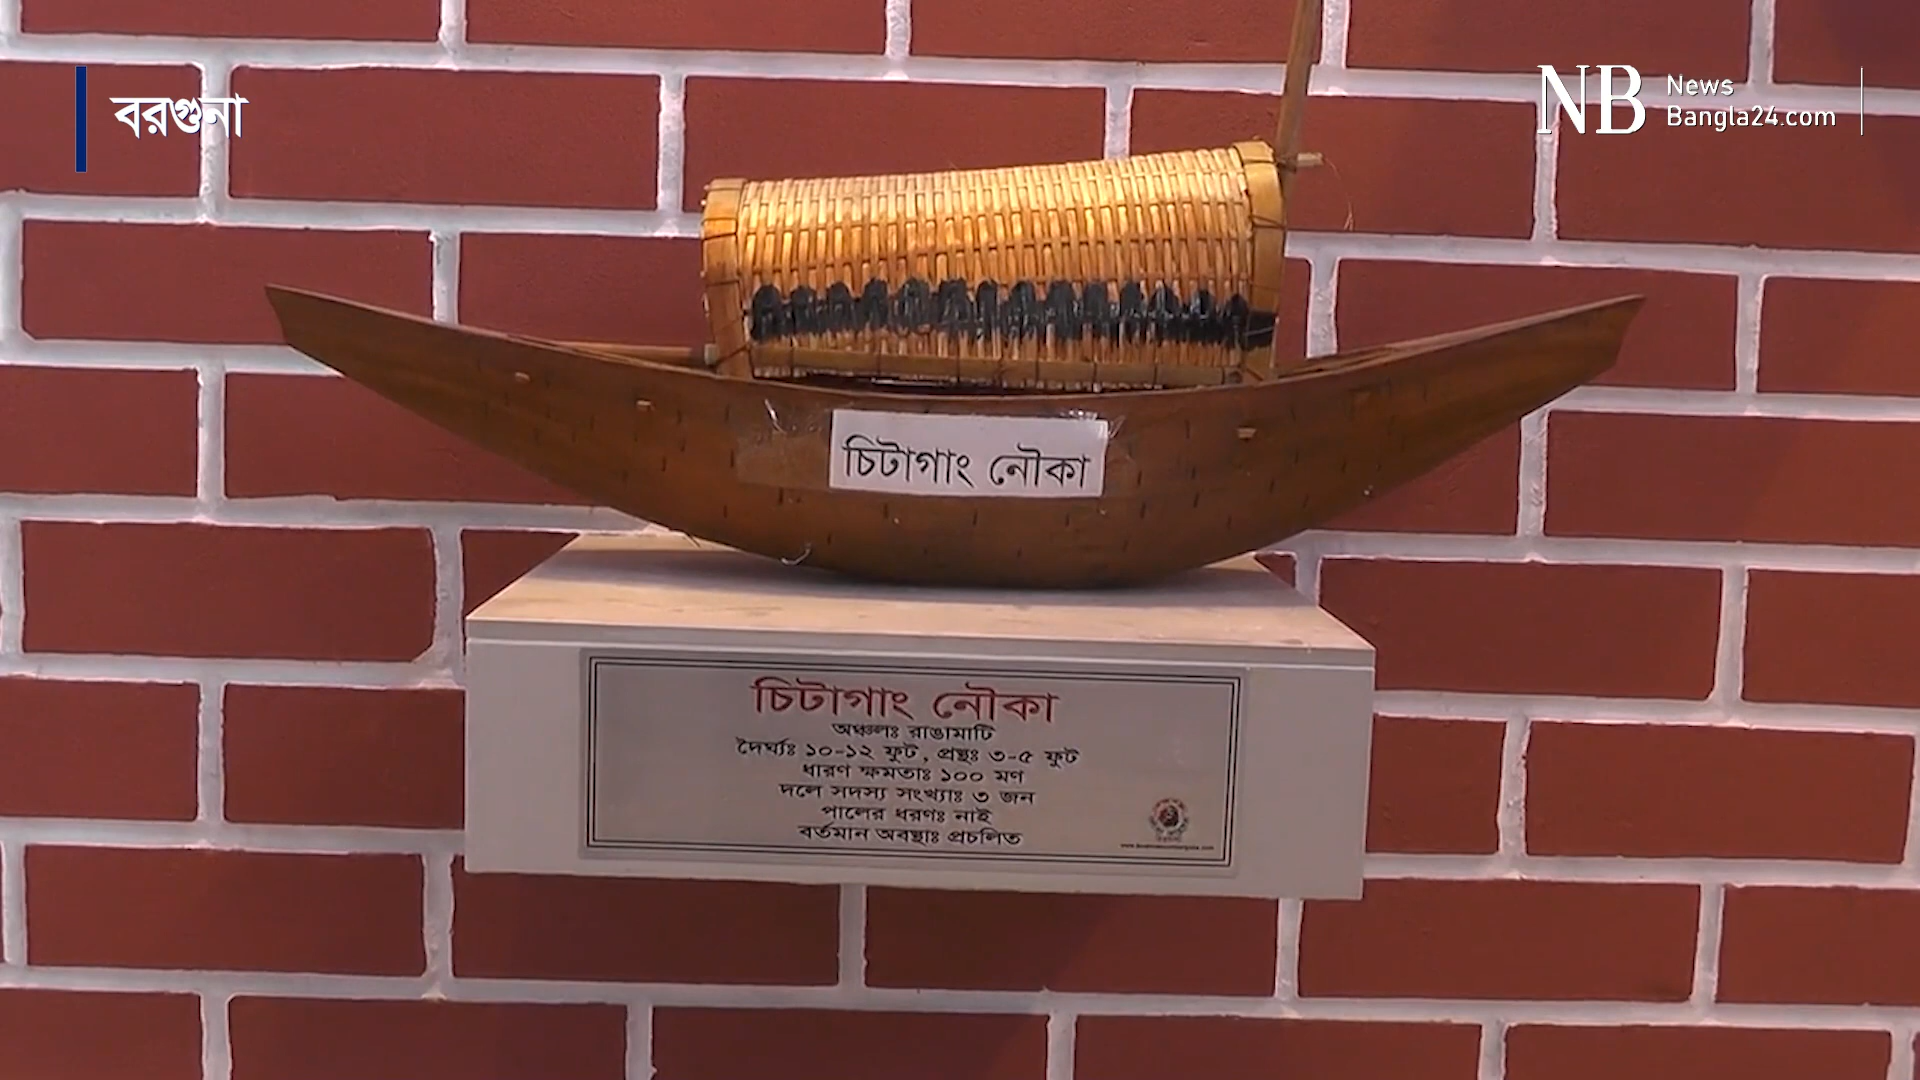 বরগুনা
NB News
Bangla24.com
চিটাগাং নৌকা
চিটাগাং নৌকা
অঞ্চলঃ রাঙামাটি
দৈর্ঘ্যঃ ১০-১২ ফুট, প্রস্থঃ ৩-৫ ফুট
ধারণ ক্ষমতাঃ ১০০ মণ
দলে সদস্য সংখ্যাঃ ৩ জন
পালের ধরণঃ নাই
বর্তমান অবস্থাঃ প্রচলিত